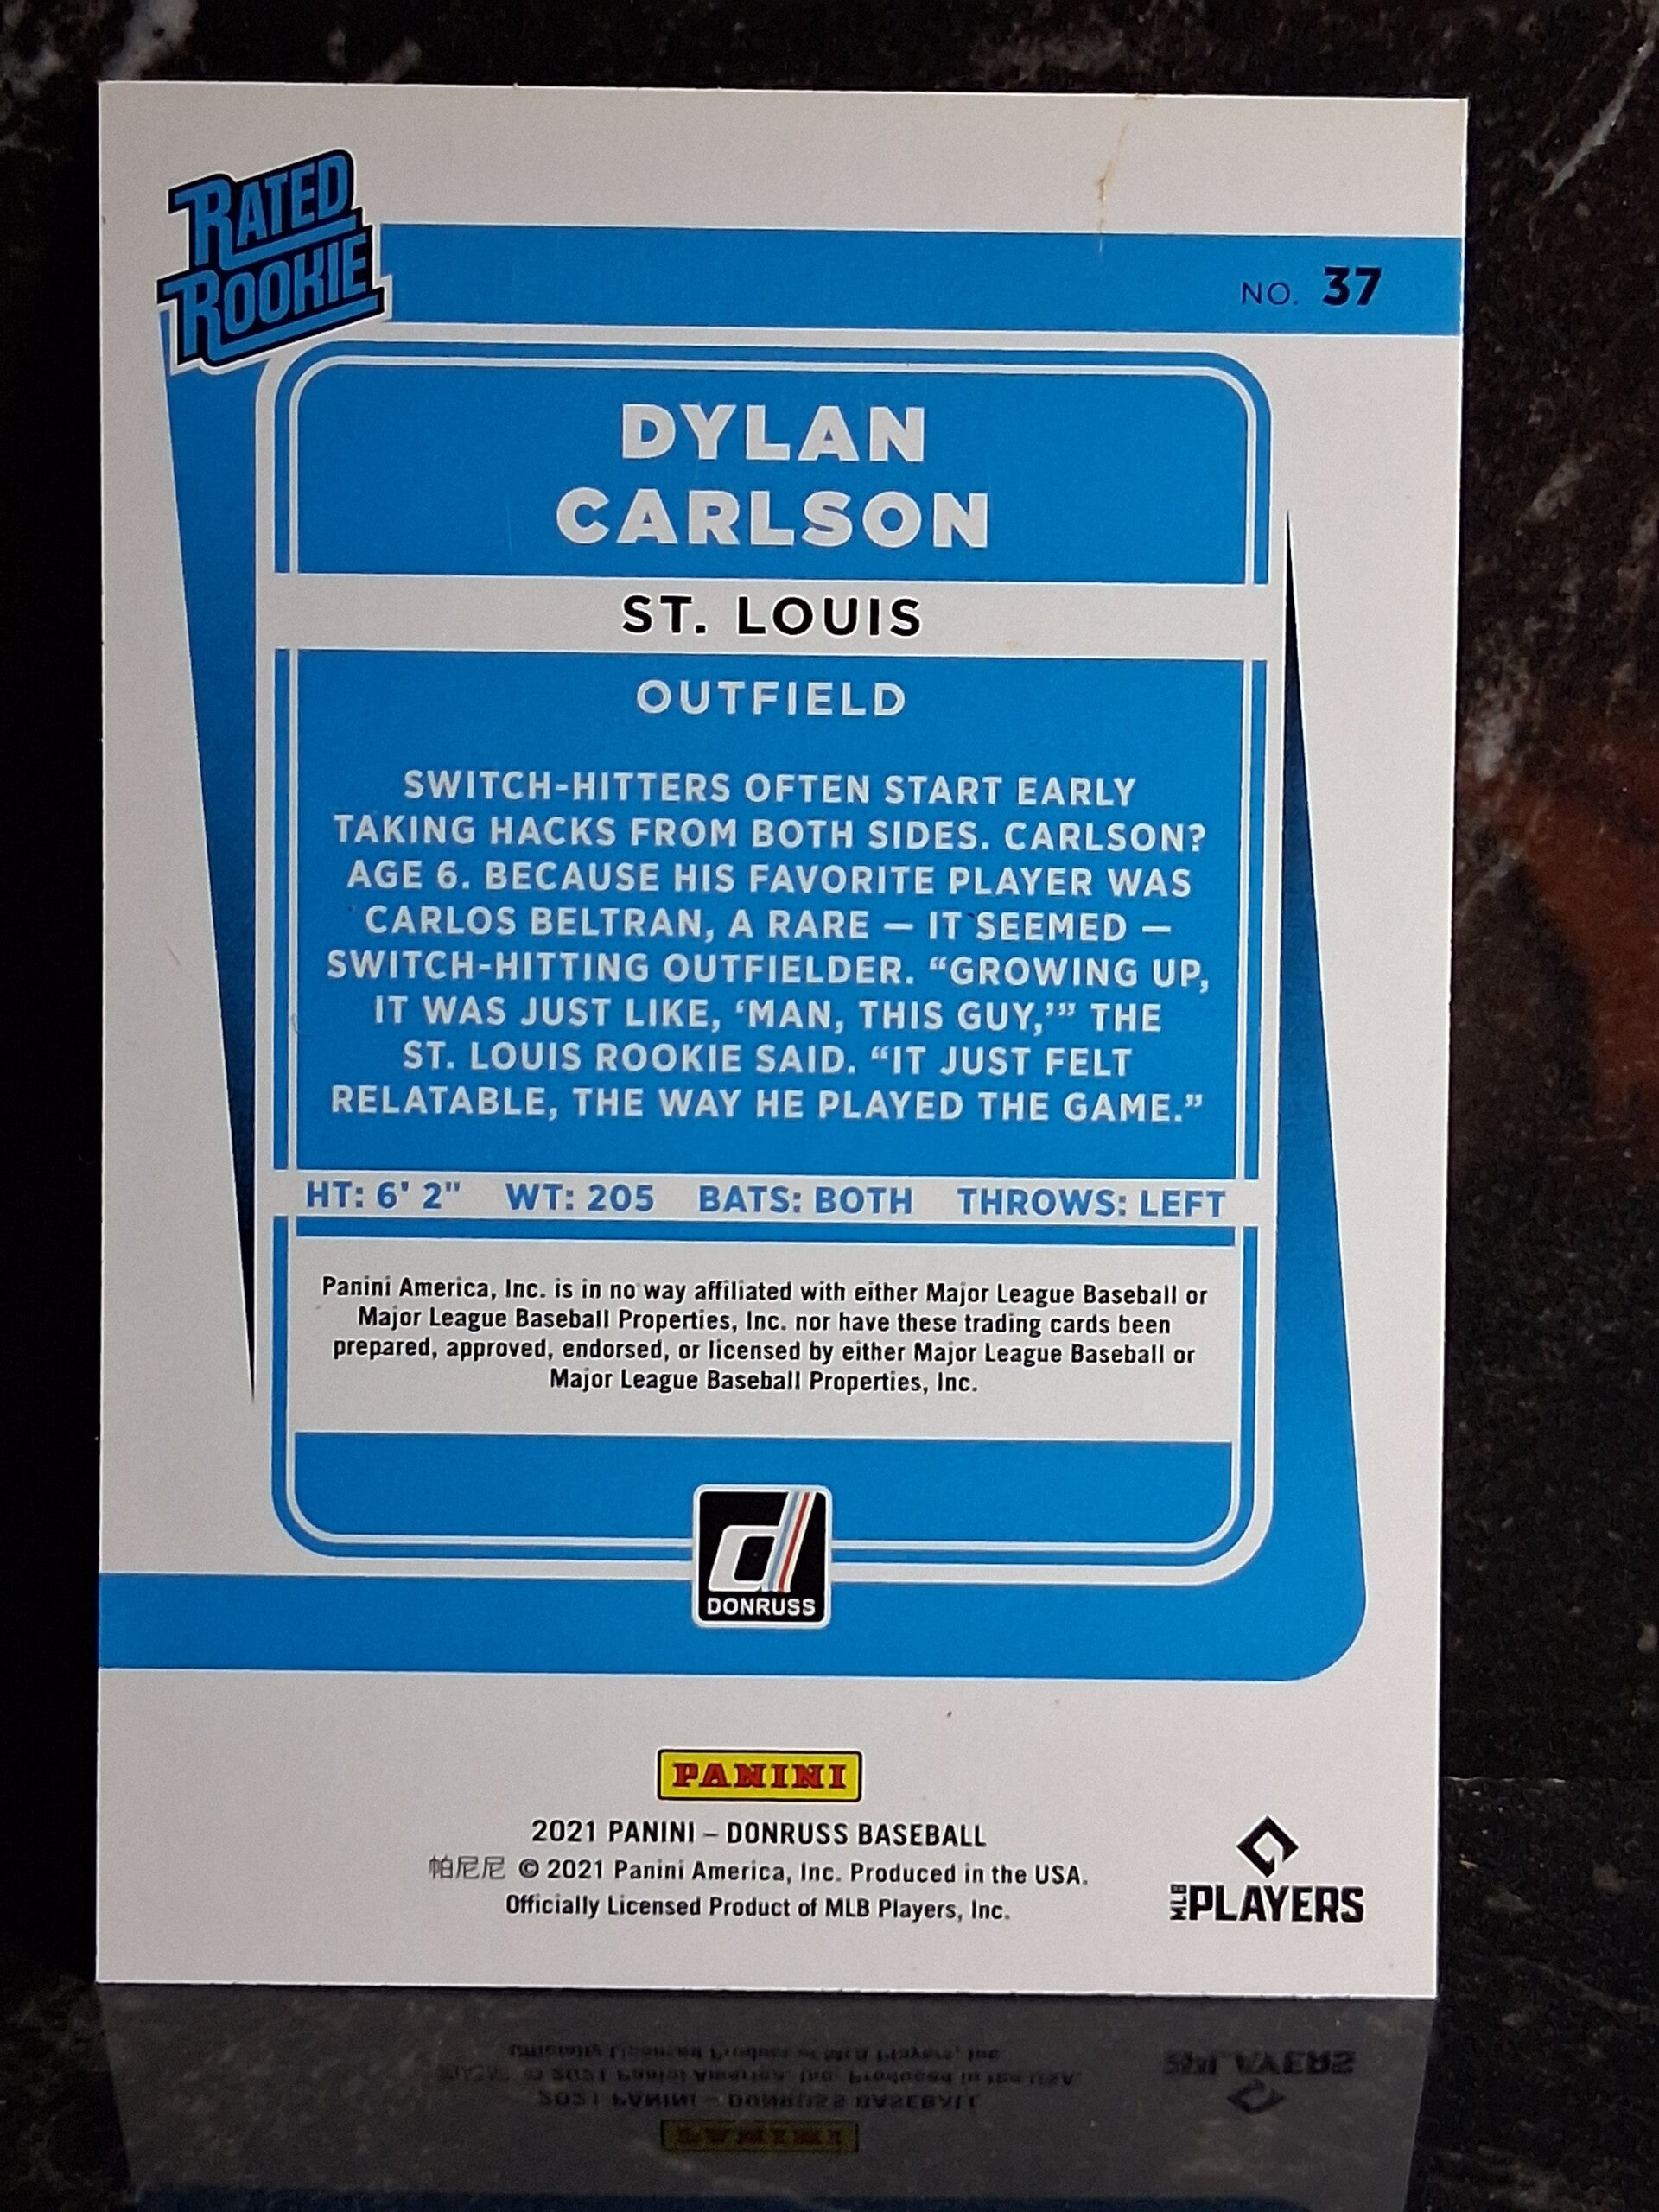 RATED
ROOKIE
NO. 37
DYLAN
CARLSON
ST. LOUIS
OUTFIELD
SWITCH-HITTERS OFTEN START EARLY
TAKING HACKS FROM BOTH SIDES. CARLSON?
AGE 6. BECAUSE HIS FAVORITE PLAYER WAS
CARLOS BELTRAN, A RARE — IT SEEMED —
SWITCH-HITTING OUTFIELDER. “GROWING UP,
IT WAS JUST LIKE, ‘MAN, THIS GUY,’” THE
ST. LOUIS ROOKIE SAID. “IT JUST FELT
RELATABLE, THE WAY HE PLAYED THE GAME.”
HT: 6' 2" WT: 205 BATS: BOTH THROWS: LEFT
Panini America, Inc. is in no way affiliated with either Major League Baseball or
Major League Baseball Properties, Inc. nor have these trading cards been
prepared, approved, endorsed, or licensed by either Major League Baseball or
Major League Baseball Properties, Inc.
d
DONRUSS
PANINI
2021 PANINI – DONRUSS BASEBALL
帕尼尼 © 2021 Panini America, Inc. Produced in the USA.
Officially Licensed Product of MLB Players, Inc.
MLB PLAYERS